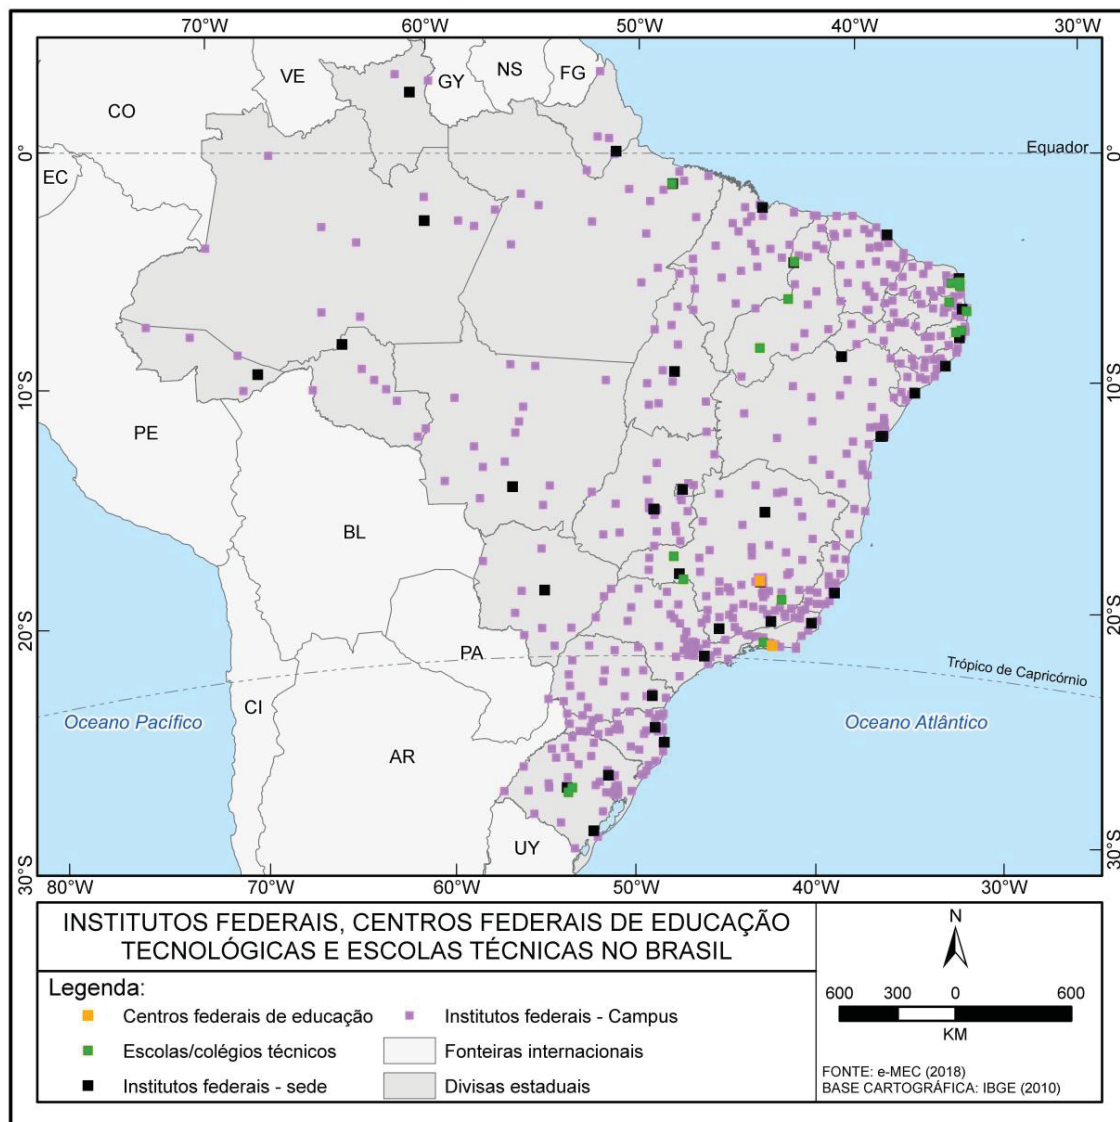 70°W 60°W 50°W 40°W 30°W
VE
GY
NS
FG
CO
Equador
0°
0°
EC
10°S
10°S
PE
BL
20°S
20°S
PA
Trópico de Capricórnio
CI
Oceano Pacífico
Oceano Atlântico
AR
UY
30°S
30°S
80°W 70°W 60°W 50°W 40°W 30°W
INSTITUTOS FEDERAIS, CENTROS FEDERAIS DE EDUCAÇÃO
TECNOLÓGICAS E ESCOLAS TÉCNICAS NO BRASIL
Legenda:
Centros federais de educação
Institutos federais - Campus
Escolas/colégios técnicos
Fonteiras internacionais
Institutos federais - sede
Divisas estaduais
N
600 300 0 600
KM
FONTE: e-MEC (2018)
BASE CARTOGRÁFICA: IBGE (2010)